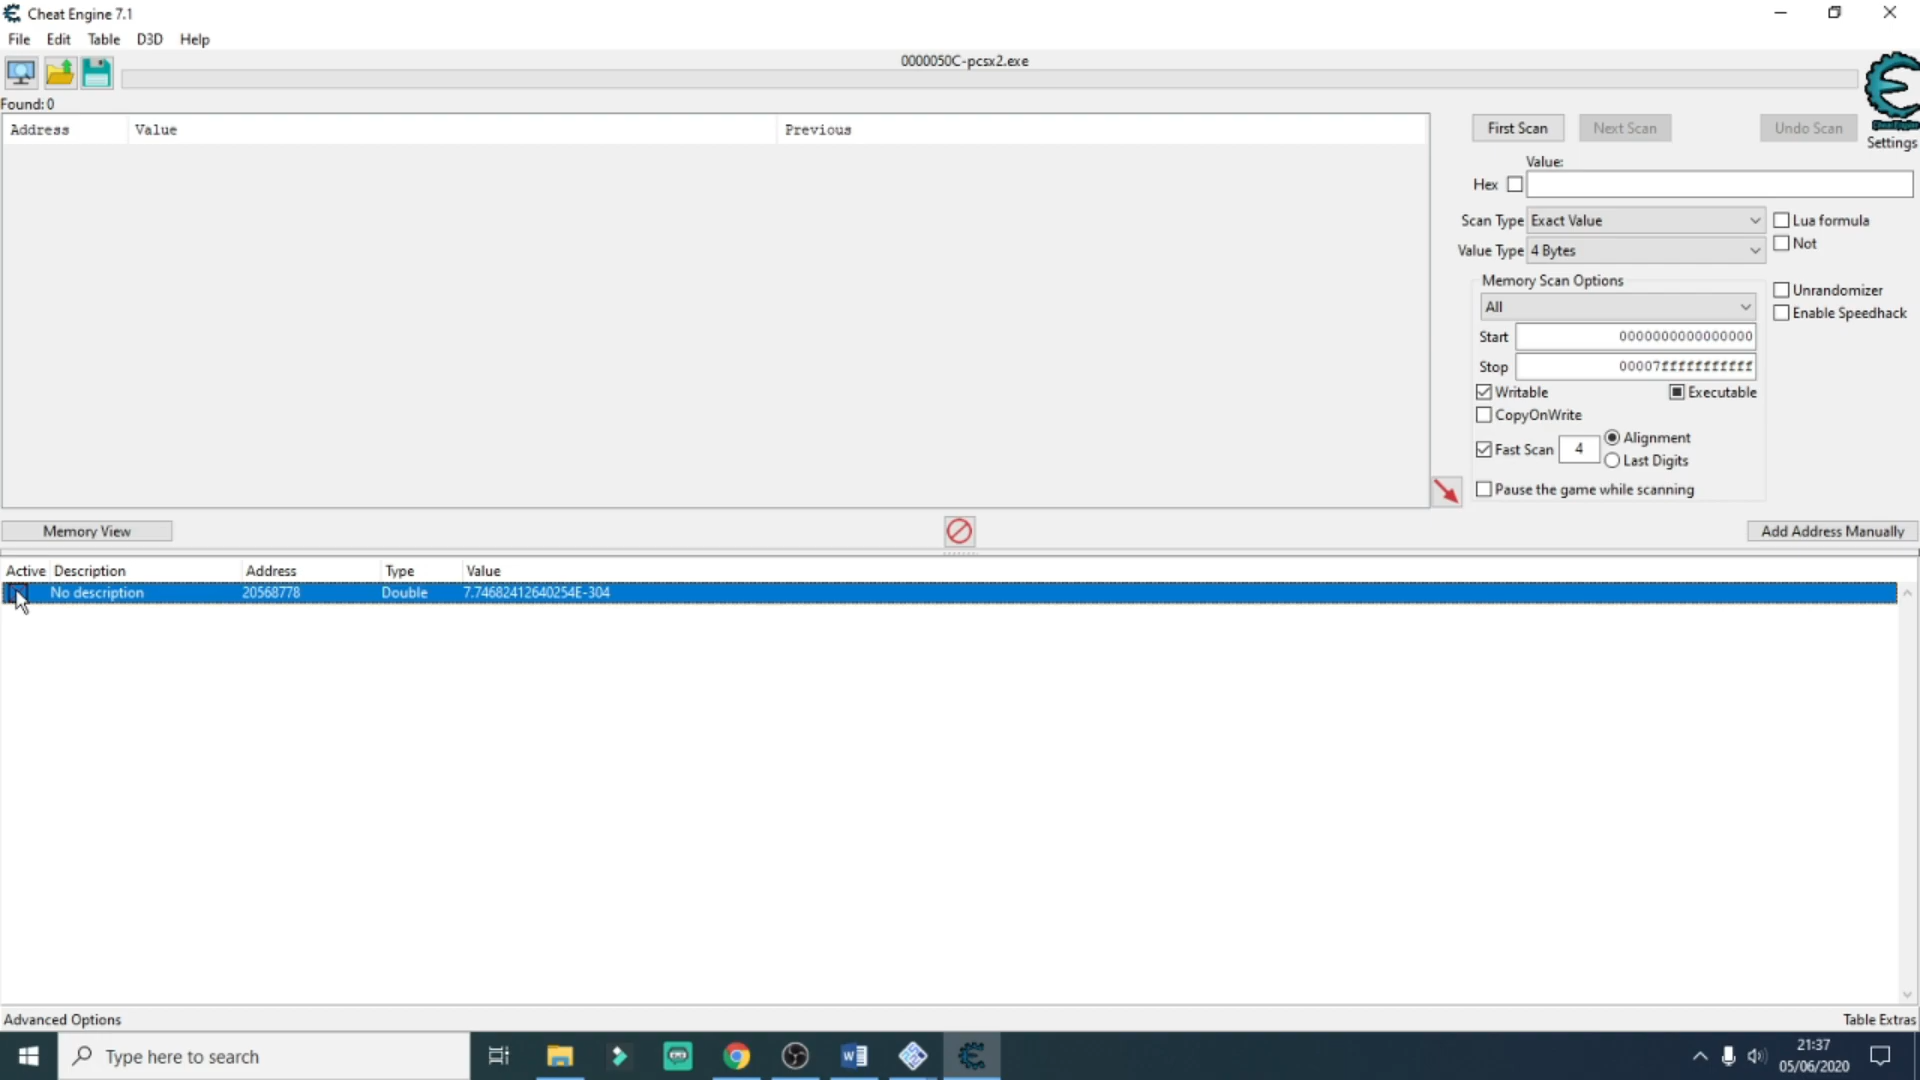 Cheat Engine 7.1
File Edit Table D3D Help
0000050C-pcsx2.exe
Found: 0
Address Value Previous
First Scan Next Scan Undo Scan
Settings
Value:
Hex
Scan Type Exact Value Lua formula
Value Type 4 Bytes Not
Memory Scan Options
All Unrandomizer
Enable Speedhack
Start 0000000000000000
Stop 00007fffffffffff
Writable Executable
CopyOnWrite
Fast Scan 4 Alignment
Last Digits
Pause the game while scanning
Memory View Add Address Manually
Active Description Address Type Value
No description 20568778 Double 7.74682412640254E-304
Advanced Options Table Extras
Type here to search
21:37
05/06/2020